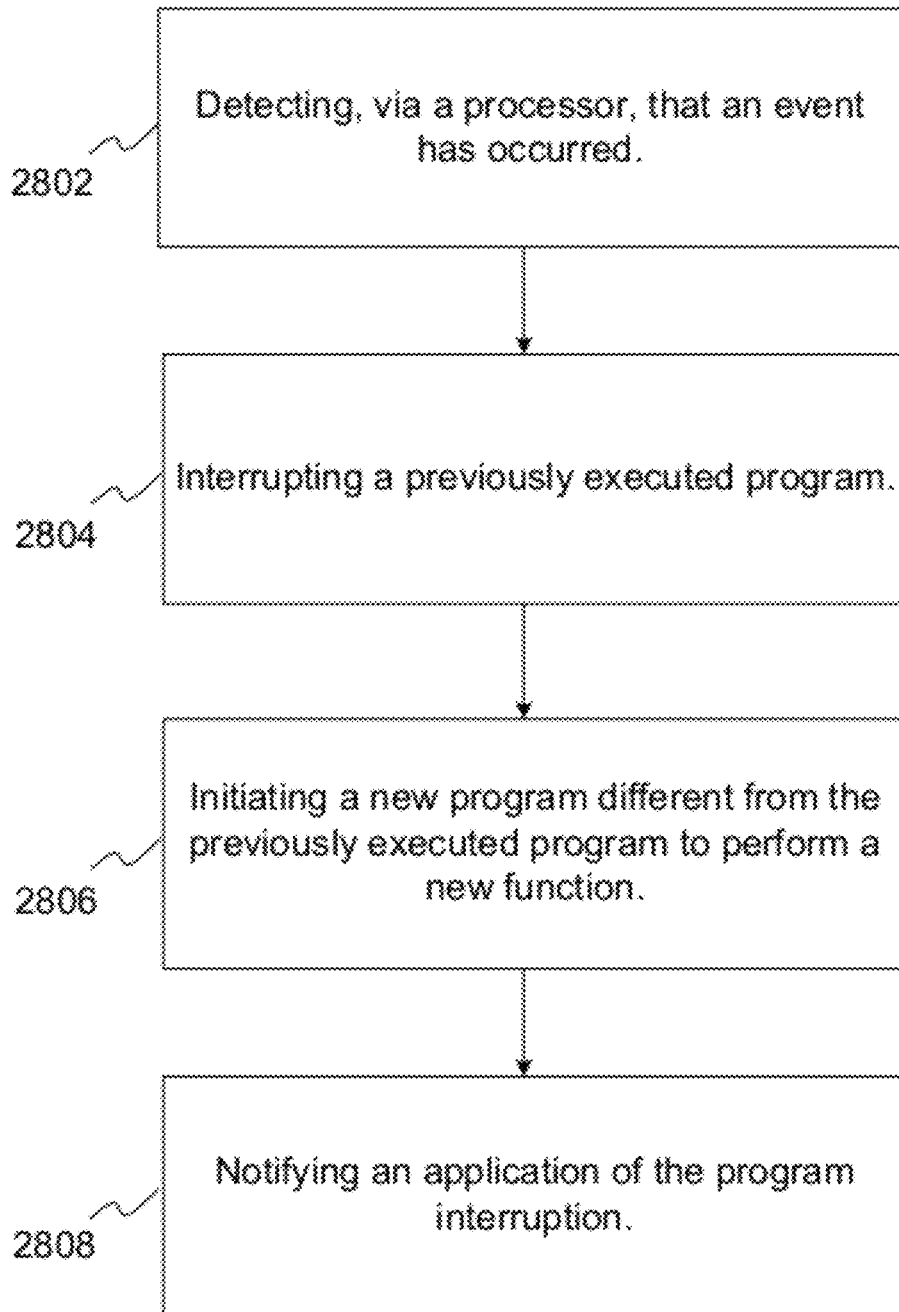 Detecting, via a processor, that an event
has occurred.
2802
Interrupting a previously executed program.
2804
Initiating a new program different from the
previously executed program to perform a
new function.
2806
Notifying an application of the program
interruption.
2808